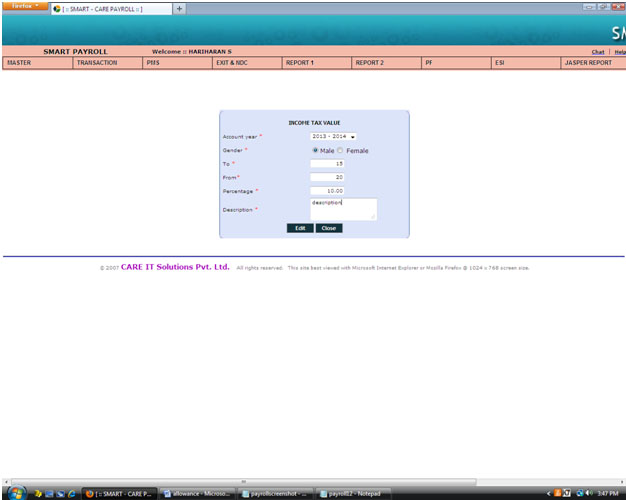 Firefox
[ :: SMART - CARE PAYROLL :: ]
+
SM
SMART PAYROLL
Welcome :: HARIHARAN S
Chat | Help
MASTER TRANSACTION PMS EXIT & NDC REPORT 1 REPORT 2 PF ESI JASPER REPORT
INCOME TAX VALUE
Account year * 2013 - 2014
Gender * Male Female
To * 15
From* 20
Percentage * 10.00
Description * description
Edit Close
© 2007 CARE IT Solutions Pvt. Ltd. All rights reserved. This site best viewed with Microsoft Internet Explorer or Mozilla Firefox @ 1024 x 768 screen size.
[ :: SMART - CARE P... allowance - Microso... payrollscreenshot - ... payroll12 - Notepad 3:47 PM